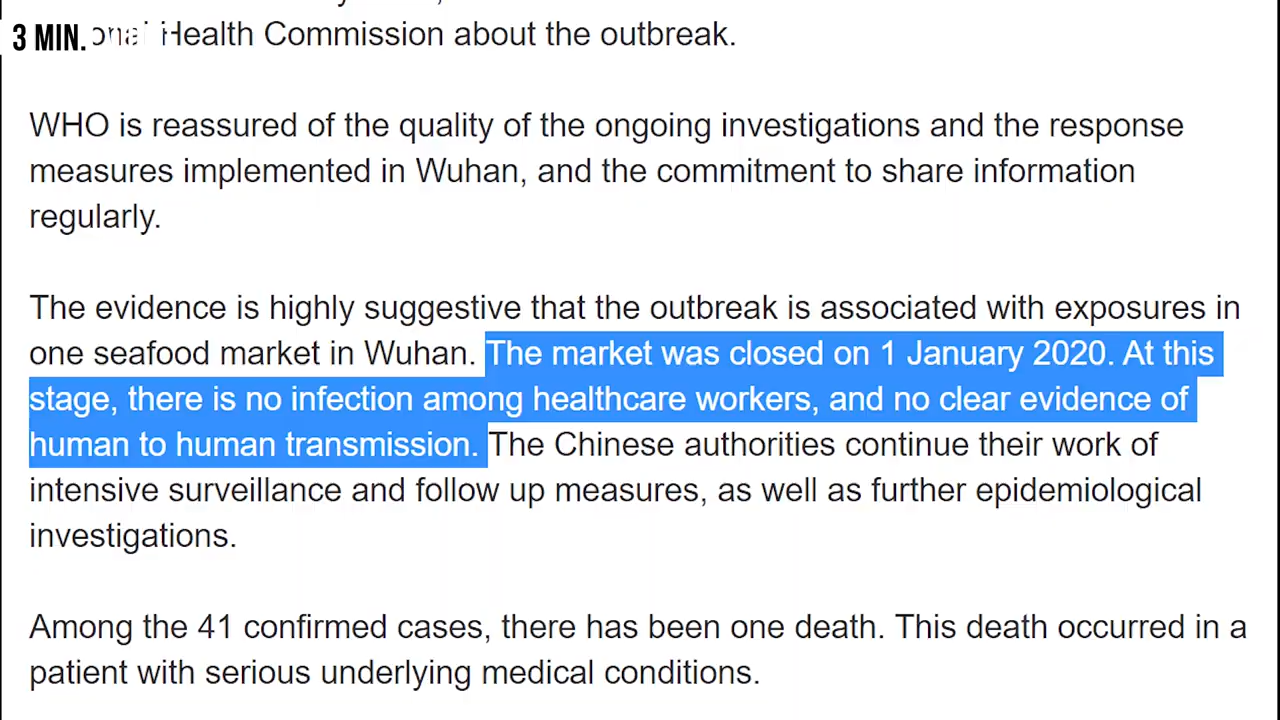 3 MIN.
Health Commission about the outbreak.
WHO is reassured of the quality of the ongoing investigations and the response
measures implemented in Wuhan, and the commitment to share information
regularly.
The evidence is highly suggestive that the outbreak is associated with exposures in
one seafood market in Wuhan. The market was closed on 1 January 2020. At this
stage, there is no infection among healthcare workers, and no clear evidence of
human to human transmission. The Chinese authorities continue their work of
intensive surveillance and follow up measures, as well as further epidemiological
investigations.
Among the 41 confirmed cases, there has been one death. This death occurred in a
patient with serious underlying medical conditions.